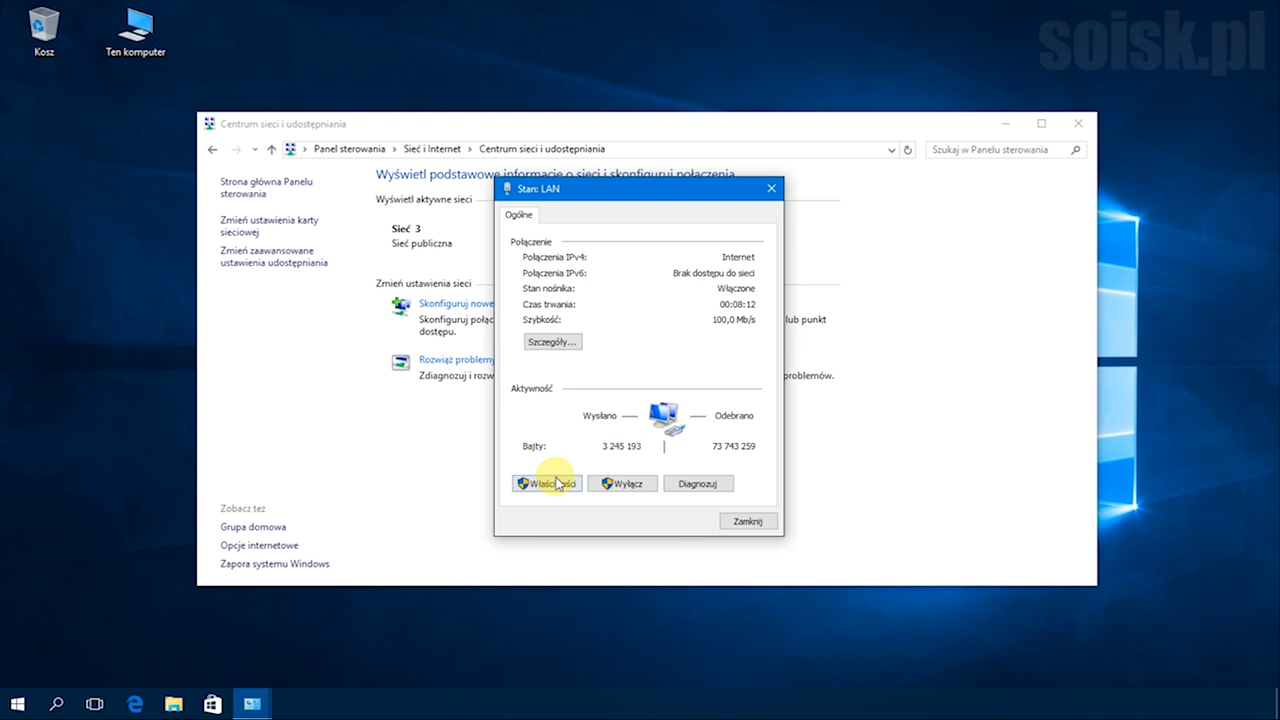 soisk.pl
Kosz
Ten komputer
Centrum sieci i udostępniania
Panel sterowania > Sieć i Internet > Centrum sieci i udostępniania
Szukaj w Panelu sterowania
Strona główna Panelu
sterowania
Zmień ustawienia karty
sieciowej
Zmień zaawansowane
ustawienia udostępniania
Zobacz też
Grupa domowa
Opcje internetowe
Zapora systemu Windows
Wyświetl podstawowe informacje o sieci i skonfiguruj połączenia
Wyświetl aktywne sieci
Sieć 3
Sieć publiczna
Zmień ustawienia sieci
Skonfiguruj nowe
Skonfiguruj połąc
lub punkt
dostępu.
Rozwiąż problemy
Zdiagnozuj i rozw
problemów.
Stan: LAN
Ogólne
Połączenie
Połączenia IPv4: Internet
Połączenia IPv6: Brak dostępu do sieci
Stan nośnika: Włączone
Czas trwania: 00:08:12
Szybkość: 100,0 Mb/s
Szczegóły...
Aktywność
Wysłano — Odebrano
Bajty: 3 245 193 | 73 743 259
Właściwości Wyłącz Diagnozuj
Zamknij